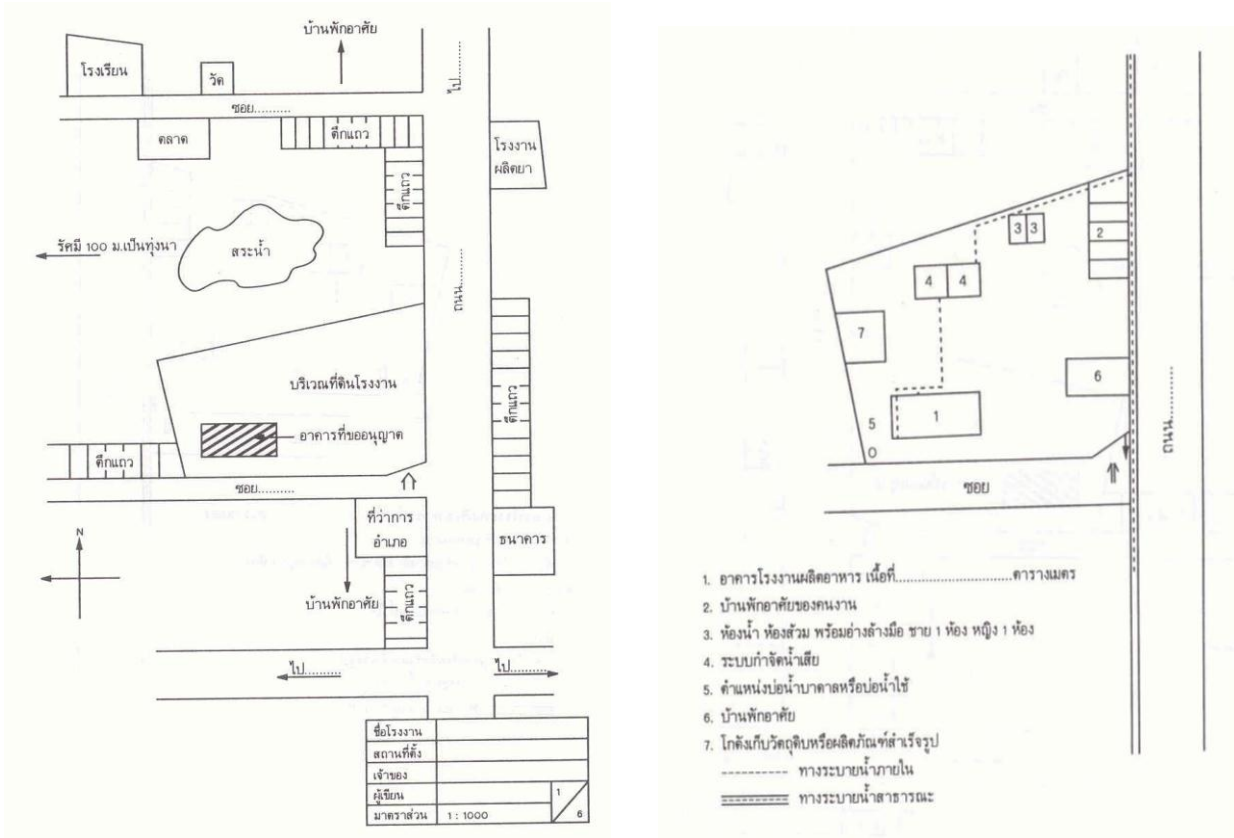 บ้านพักอาศัย
โรงเรียน
วัด
ไป..........
ซอย..........
ตลาด
ตึกแถว
โรงงาน
ผลิตยา
ตึกแถว
รัศมี 100 ม.เป็นทุ่งนา
สระน้ำ
ถนน..........
บริเวณที่ดินโรงงาน
ตึกแถว
อาคารที่ขออนุญาต
ตึกแถว
ซอย..........
ที่ว่าการ
อำเภอ
ธนาคาร
N
บ้านพักอาศัย
ตึกแถว
ไป..........
ไป..........
ชื่อโรงงาน
สถานที่ตั้ง
เจ้าของ
ผู้เขียน
มาตราส่วน 1 : 1000
1
6
3 3
2
4 4
7
6
1
5
ซอย
ถนน..........
1. อาคารโรงงานผลิตอาหาร เนื้อที่..............................ตารางเมตร
2. บ้านพักอาศัยของคนงาน
3. ห้องน้ำ ห้องส้วม พร้อมอ่างล้างมือ ชาย 1 ห้อง หญิง 1 ห้อง
4. ระบบกำจัดน้ำเสีย
5. ตำแหน่งบ่อน้ำบาดาลหรือบ่อน้ำใช้
6. บ้านพักอาศัย
7. โกดังเก็บวัตถุดิบหรือผลิตภัณฑ์สำเร็จรูป
ทางระบายน้ำภายใน
ทางระบายน้ำสาธารณะ